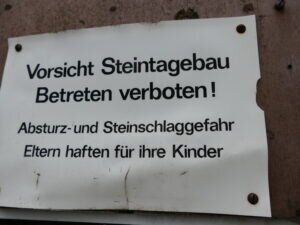 Vorsicht Steintagebau
Betreten verboten!
Absturz- und Steinschlaggefahr
Eltern haften für ihre Kinder